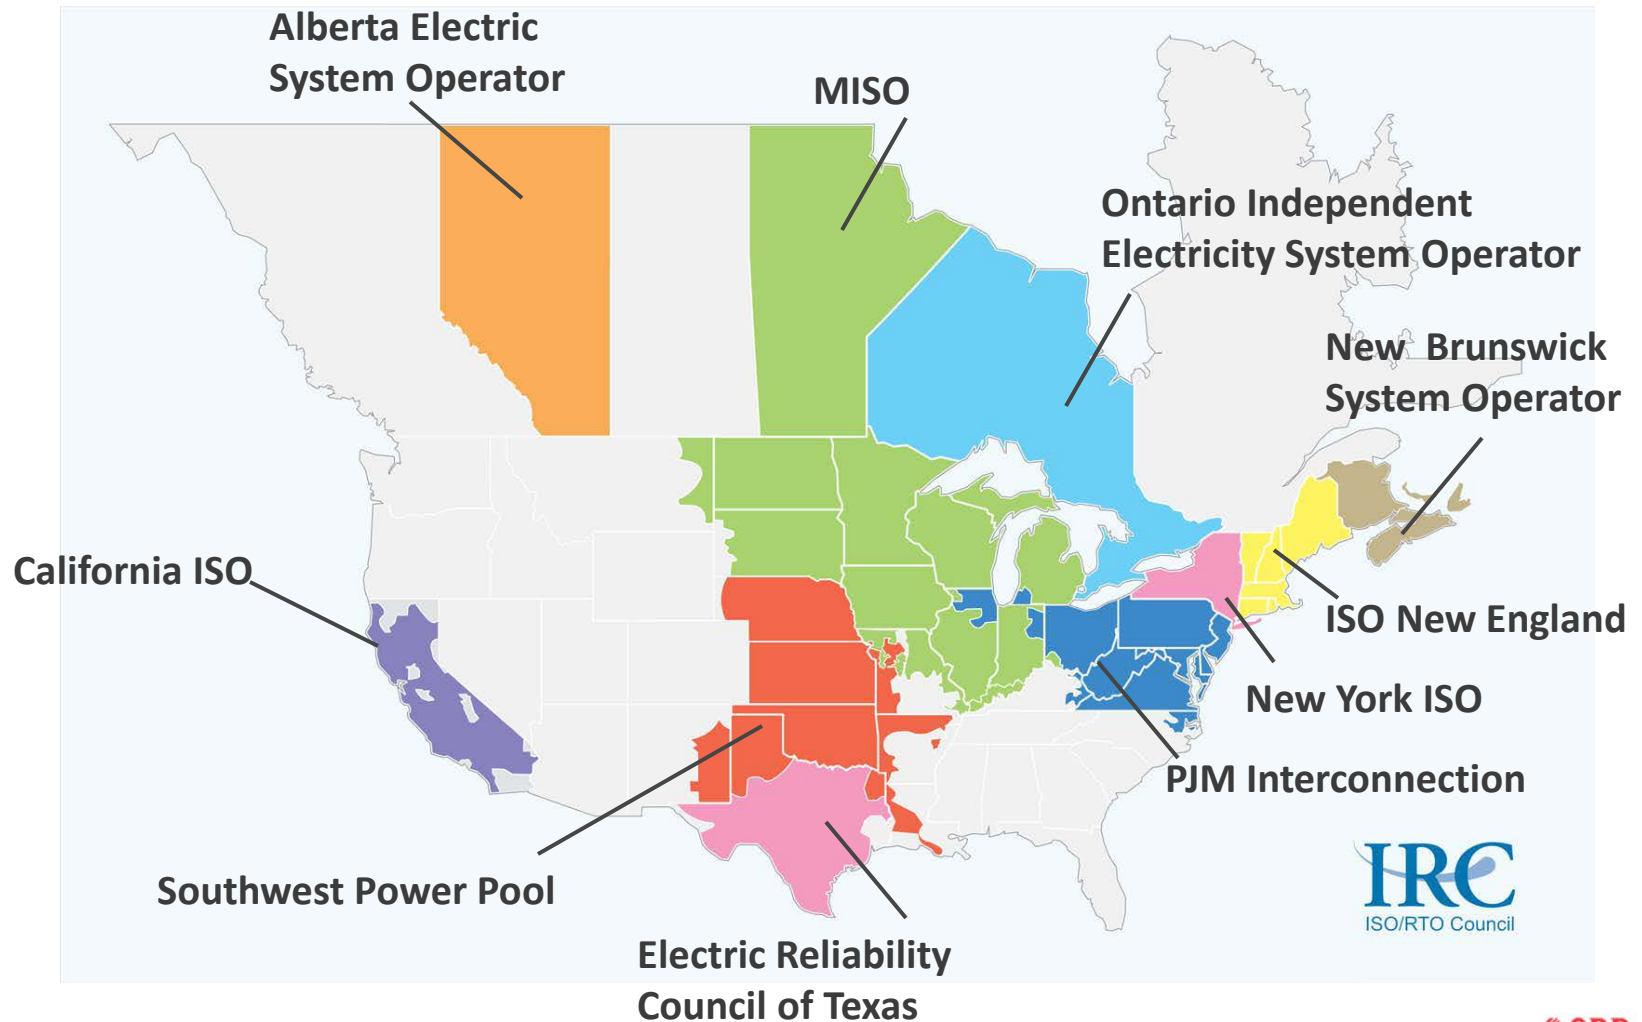 Alberta Electric
System Operator
MISO
Ontario Independent
Electricity System Operator
New Brunswick
System Operator
California ISO
ISO New England
New York ISO
PJM Interconnection
Southwest Power Pool
Electric Reliability
Council of Texas
IRC
ISO/RTO Council